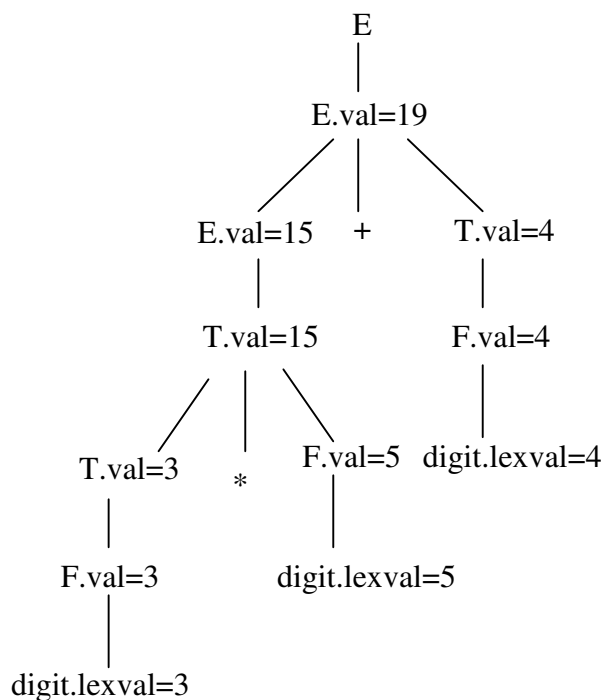 E
E.val=19
E.val=15 + T.val=4
T.val=15 F.val=4
T.val=3 * F.val=5 digit.lexval=4
F.val=3 digit.lexval=5
digit.lexval=3